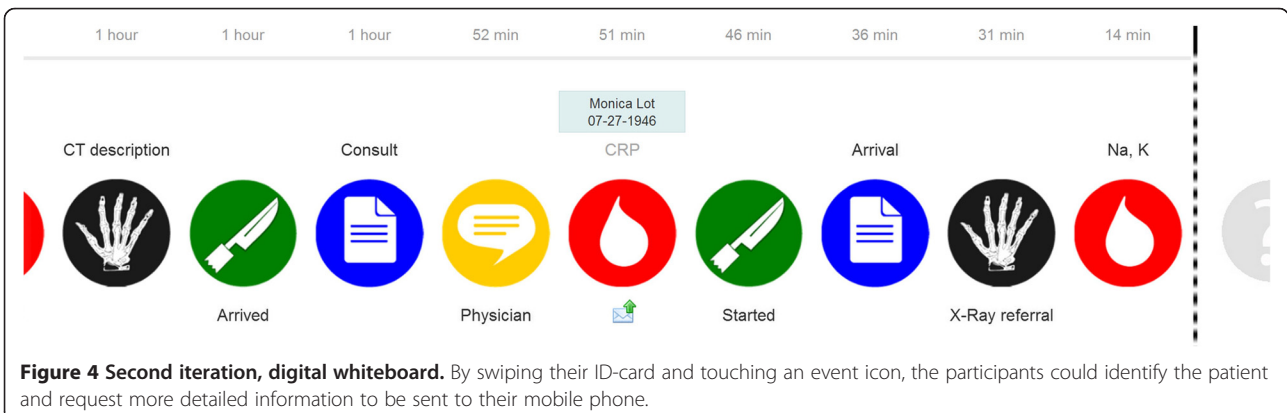 1 hour 1 hour 1 hour 52 min 51 min 46 min 36 min 31 min 14 min
Monica Lot
07-27-1946
CT description Consult CRP Arrival Na, K
?
Arrived Physician Started X-Ray referral
Figure 4 Second iteration, digital whiteboard. By swiping their ID-card and touching an event icon, the participants could identify the patient
and request more detailed information to be sent to their mobile phone.